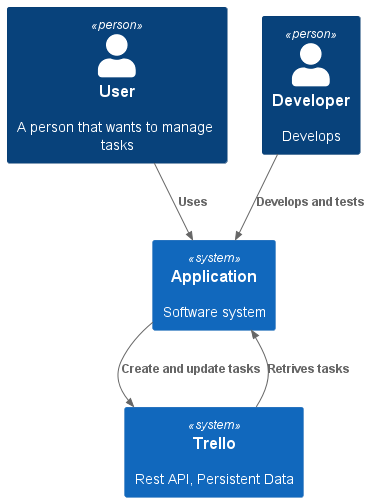 «person»
User
A person that wants to manage
tasks
«person»
Developer
Develops
Uses
Develops and tests
«system»
Application
Software system
Create and update tasks
Retrives tasks
«system»
Trello
Rest API, Persistent Data